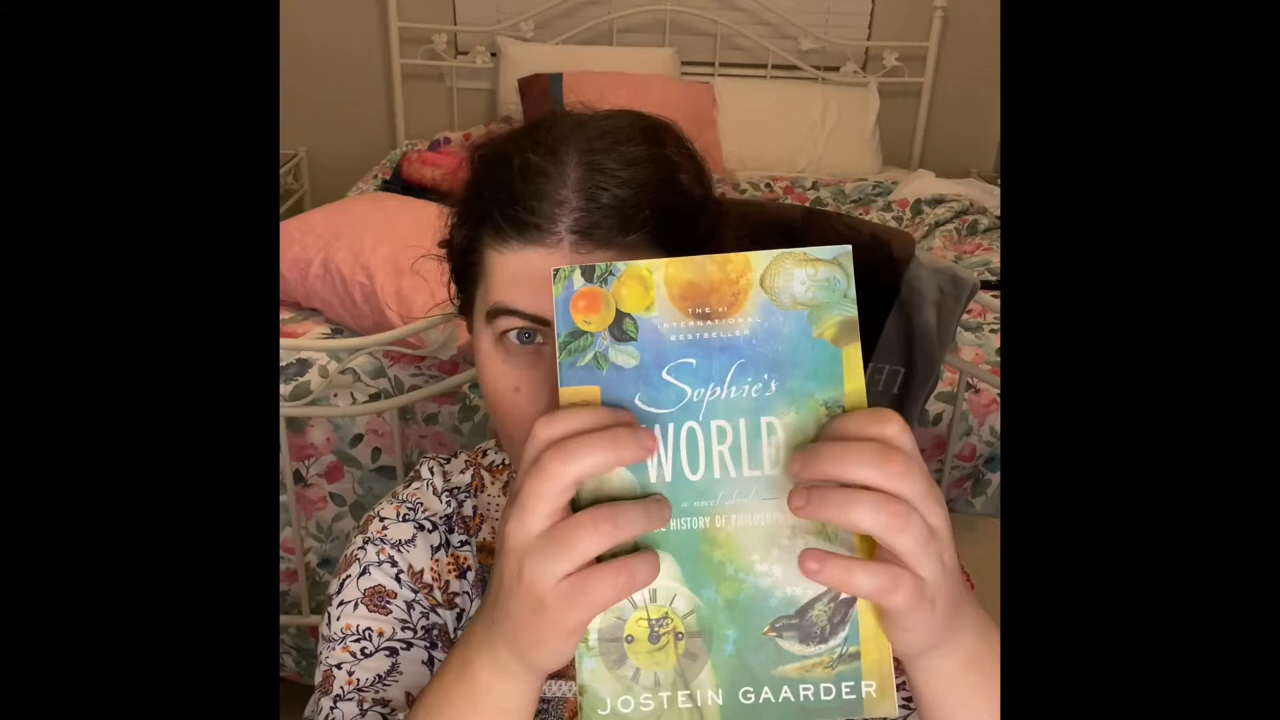 THE #1
INTERNATIONAL
BESTSELLER
Sophie's
WORLD
a novel about
HISTORY OF
JOSTEIN GAARDER